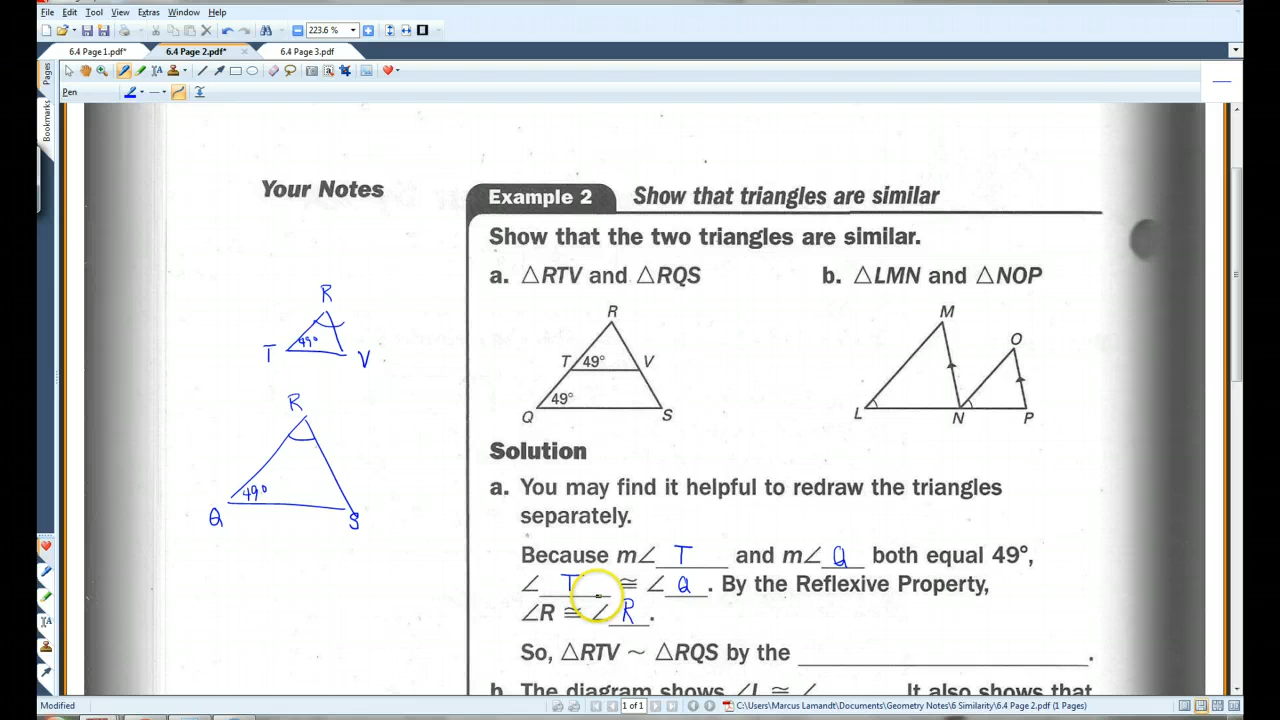 File Edit Tool View Extras Window Help
223.6 %
6.4 Page 1.pdf* 6.4 Page 2.pdf* 6.4 Page 3.pdf
Pen
Pages
Bookmarks
Your Notes
Example 2 Show that triangles are similar
Show that the two triangles are similar.
a. △RTV and △RQS b. △LMN and △NOP
R
49°
T V
R
49°
Q S
R
T 49° V
49°
Q S
M
O
L N P
Solution
a. You may find it helpful to redraw the triangles
separately.
Because m∠ T and m∠ Q both equal 49°,
∠ T ≅ ∠ Q . By the Reflexive Property,
∠R ≅ ∠ R .
So, △RTV ~ △RQS by the ____________.
b. The diagram shows ∠L ≅ ∠____. It also shows that
Modified 1 of 1 C:\Users\Marcus Lamandt\Documents\Geometry Notes\6 Similarity\6.4 Page 2.pdf (1 Pages)